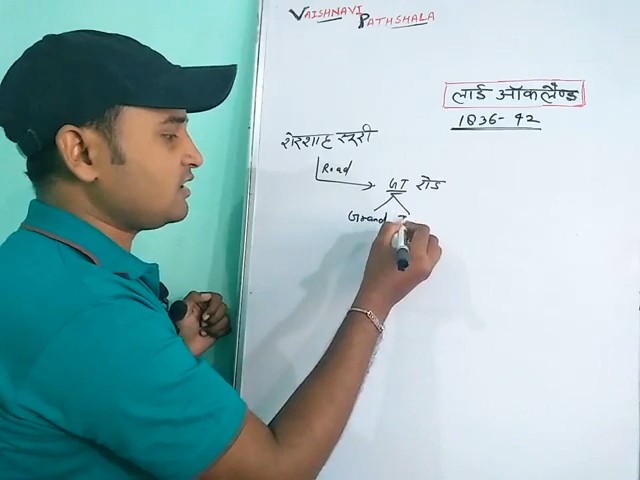 VAISHNAVI PATHSHALA
लार्ड ऑकलैण्ड
1836-42
शेरशाह सूरी
Road
GT रोड
Grand T